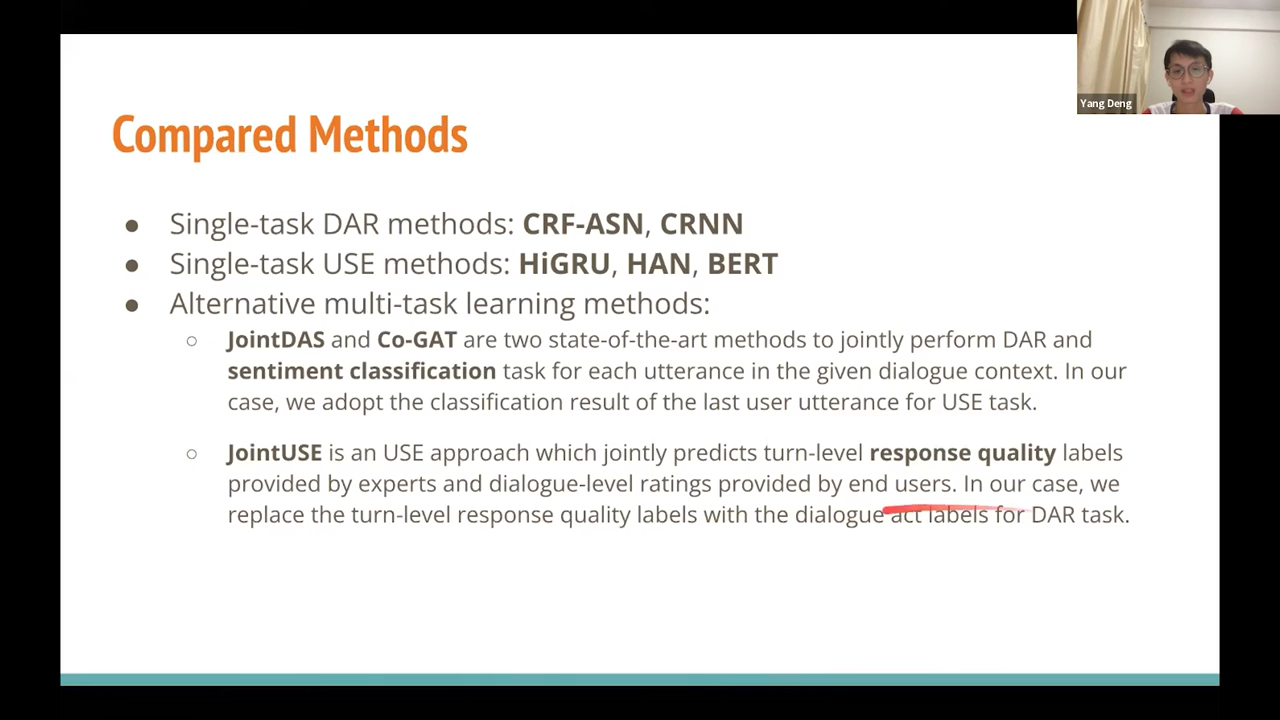 Yang Deng
Compared Methods
● Single-task DAR methods: CRF-ASN, CRNN
● Single-task USE methods: HiGRU, HAN, BERT
● Alternative multi-task learning methods:
○ JointDAS and Co-GAT are two state-of-the-art methods to jointly perform DAR and
sentiment classification task for each utterance in the given dialogue context. In our
case, we adopt the classification result of the last user utterance for USE task.
○ JointUSE is an USE approach which jointly predicts turn-level response quality labels
provided by experts and dialogue-level ratings provided by end users. In our case, we
replace the turn-level response quality labels with the dialogue act labels for DAR task.